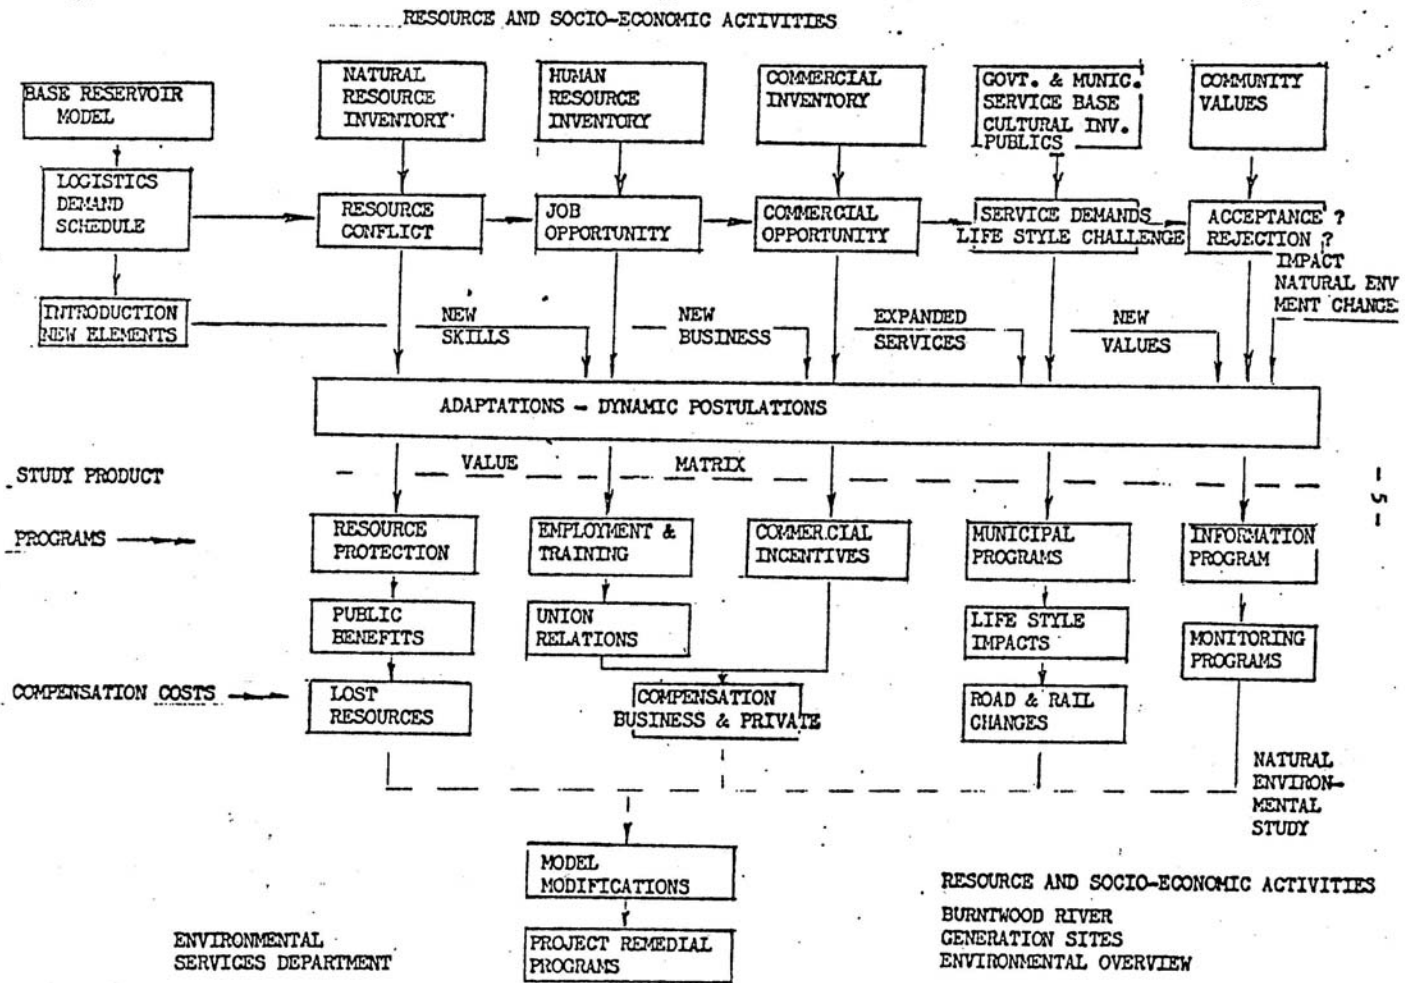 RESOURCE AND SOCIO-ECONOMIC ACTIVITIES
BASE RESERVOIR
MODEL
NATURAL
RESOURCE
INVENTORY
HUMAN
RESOURCE
INVENTORY
COMMERCIAL
INVENTORY
GOVT. & MUNIC.
SERVICE BASE
CULTURAL INV.
PUBLICS
COMMUNITY
VALUES
LOGISTICS
DEMAND
SCHEDULE
RESOURCE
CONFLICT
JOB
OPPORTUNITY
COMMERCIAL
OPPORTUNITY
SERVICE DEMANDS
LIFE STYLE CHALLENGE
ACCEPTANCE ?
REJECTION ?
IMPACT
NATURAL ENV
MENT CHANGE
INTRODUCTION
NEW ELEMENTS
NEW
SKILLS
NEW
BUSINESS
EXPANDED
SERVICES
NEW
VALUES
ADAPTATIONS - DYNAMIC POSTULATIONS
STUDY PRODUCT
VALUE MATRIX
- 5 -
PROGRAMS
RESOURCE
PROTECTION
EMPLOYMENT &
TRAINING
COMMERCIAL
INCENTIVES
MUNICIPAL
PROGRAMS
INFORMATION
PROGRAM
PUBLIC
BENEFITS
UNION
RELATIONS
LIFE STYLE
IMPACTS
MONITORING
PROGRAMS
COMPENSATION COSTS
LOST
RESOURCES
COMPENSATION
BUSINESS & PRIVATE
ROAD & RAIL
CHANGES
NATURAL
ENVIRON-
MENTAL
STUDY
MODEL
MODIFICATIONS
PROJECT REMEDIAL
PROGRAMS
ENVIRONMENTAL
SERVICES DEPARTMENT
RESOURCE AND SOCIO-ECONOMIC ACTIVITIES
BURNTWOOD RIVER
GENERATION SITES
ENVIRONMENTAL OVERVIEW